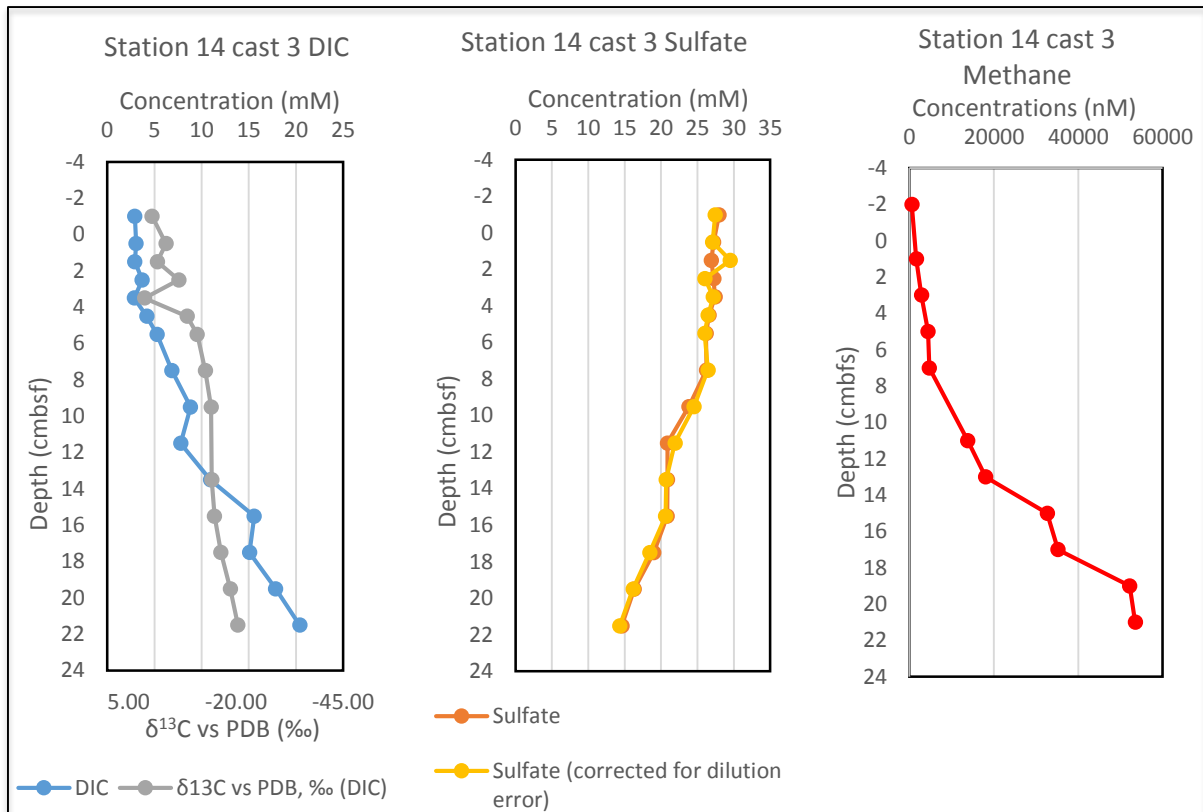 Station 14 cast 3 DIC
Concentration (mM)
0 5 10 15 20 25
-4
-2
0
2
4
6
8
10
12
14
16
18
20
22
24
Depth (cmbsf)
5.00 -20.00 -45.00
δ¹³C vs PDB (‰)
DIC
δ13C vs PDB, ‰ (DIC)
Station 14 cast 3 Sulfate
Concentration (mM)
0 5 10 15 20 25 30 35
-4
-2
0
2
4
6
8
10
12
14
16
18
20
22
24
Depth (cmbsf)
Sulfate
Sulfate (corrected for dilution
error)
Station 14 cast 3
Methane
Concentrations (nM)
0 20000 40000 60000
-4
-2
0
2
4
6
8
10
12
14
16
18
20
22
24
Depth (cmbfs)